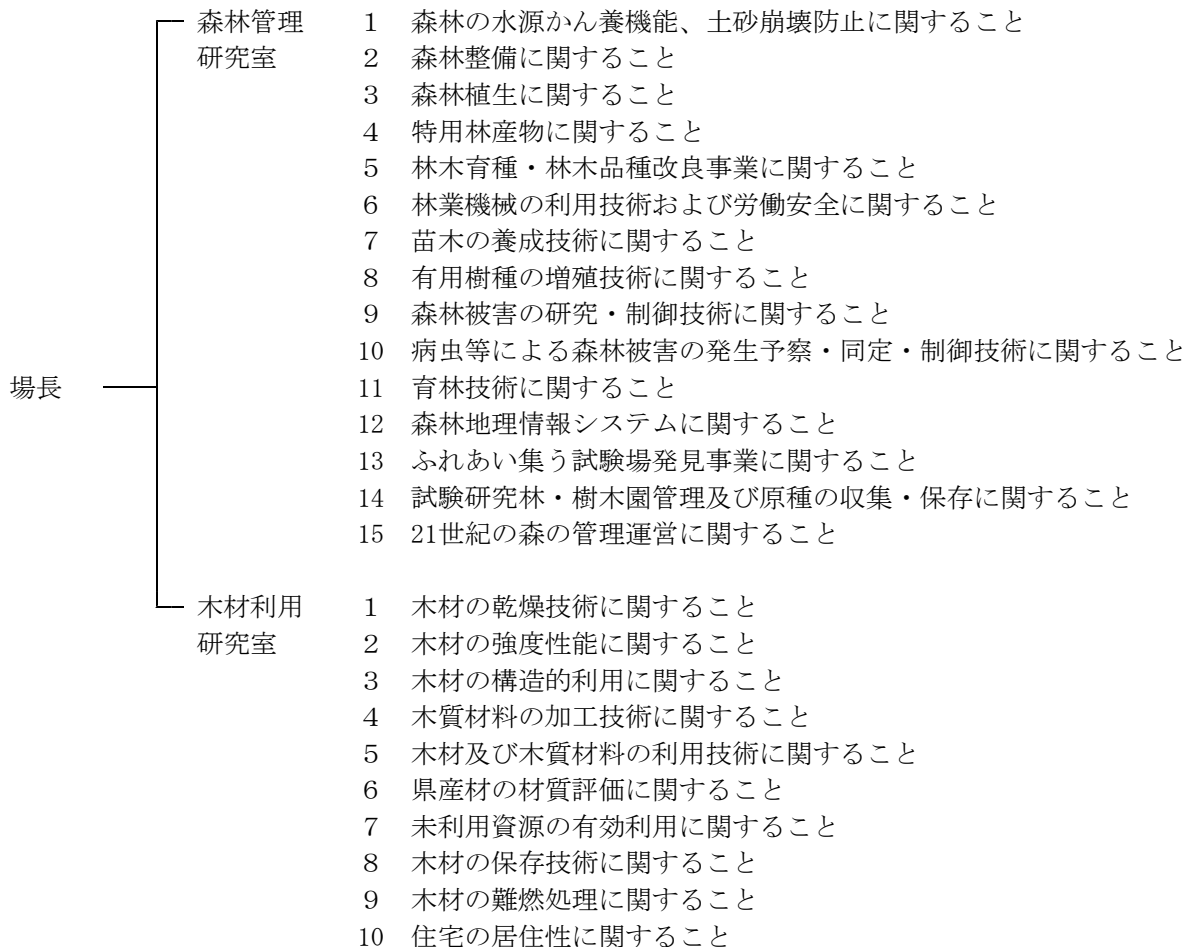 森林管理 １ 森林の水源かん養機能、土砂崩壊防止に関すること
研究室 ２ 森林整備に関すること
３ 森林植生に関すること
４ 特用林産物に関すること
５ 林木育種・林木品種改良事業に関すること
６ 林業機械の利用技術および労働安全に関すること
７ 苗木の養成技術に関すること
８ 有用樹種の増殖技術に関すること
９ 森林被害の研究・制御技術に関すること
10 病虫等による森林被害の発生予察・同定・制御技術に関すること
場長 11 育林技術に関すること
12 森林地理情報システムに関すること
13 ふれあい集う試験場発見事業に関すること
14 試験研究林・樹木園管理及び原種の収集・保存に関すること
15 21世紀の森の管理運営に関すること
木材利用 １ 木材の乾燥技術に関すること
研究室 ２ 木材の強度性能に関すること
３ 木材の構造的利用に関すること
４ 木質材料の加工技術に関すること
５ 木材及び木質材料の利用技術に関すること
６ 県産材の材質評価に関すること
７ 未利用資源の有効利用に関すること
８ 木材の保存技術に関すること
９ 木材の難燃処理に関すること
10 住宅の居住性に関すること